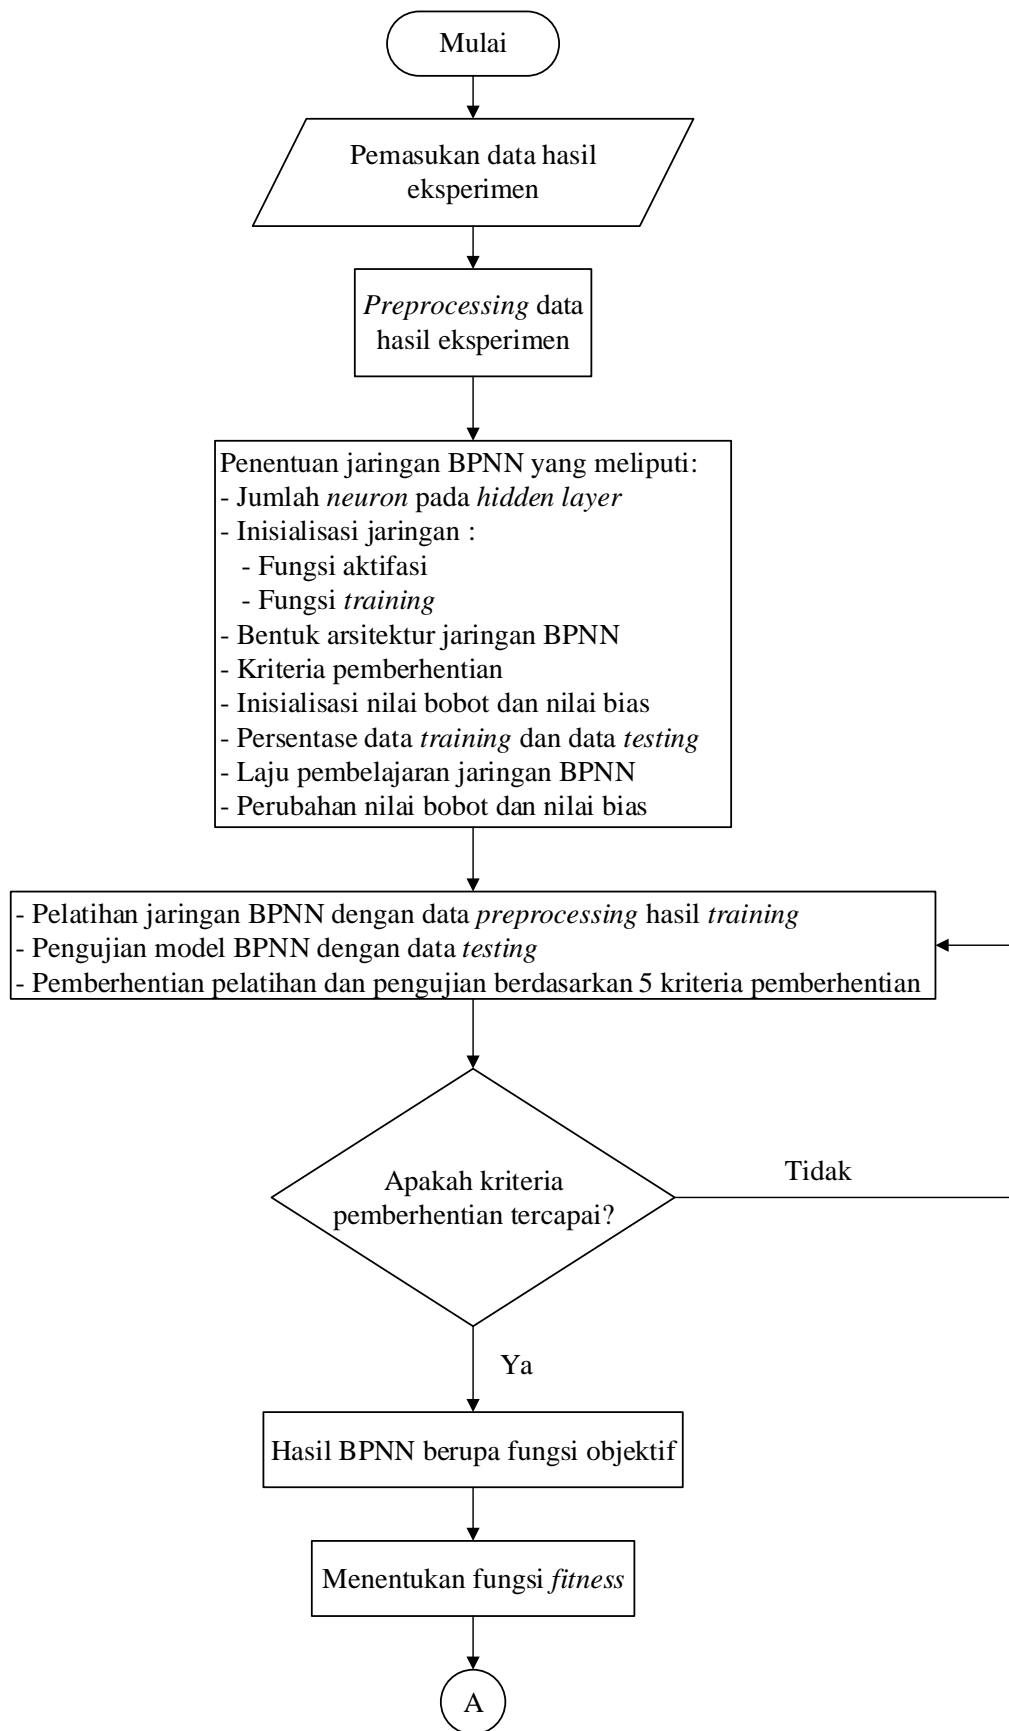 Mulai
Pemasukan data hasil
eksperimen
Preprocessing data
hasil eksperimen
Penentuan jaringan BPNN yang meliputi:
- Jumlah neuron pada hidden layer
- Inisialisasi jaringan :
- Fungsi aktifasi
- Fungsi training
- Bentuk arsitektur jaringan BPNN
- Kriteria pemberhentian
- Inisialisasi nilai bobot dan nilai bias
- Persentase data training dan data testing
- Laju pembelajaran jaringan BPNN
- Perubahan nilai bobot dan nilai bias
- Pelatihan jaringan BPNN dengan data preprocessing hasil training
- Pengujian model BPNN dengan data testing
- Pemberhentian pelatihan dan pengujian berdasarkan 5 kriteria pemberhentian
Apakah kriteria
pemberhentian tercapai?
Tidak
Ya
Hasil BPNN berupa fungsi objektif
Menentukan fungsi fitness
A